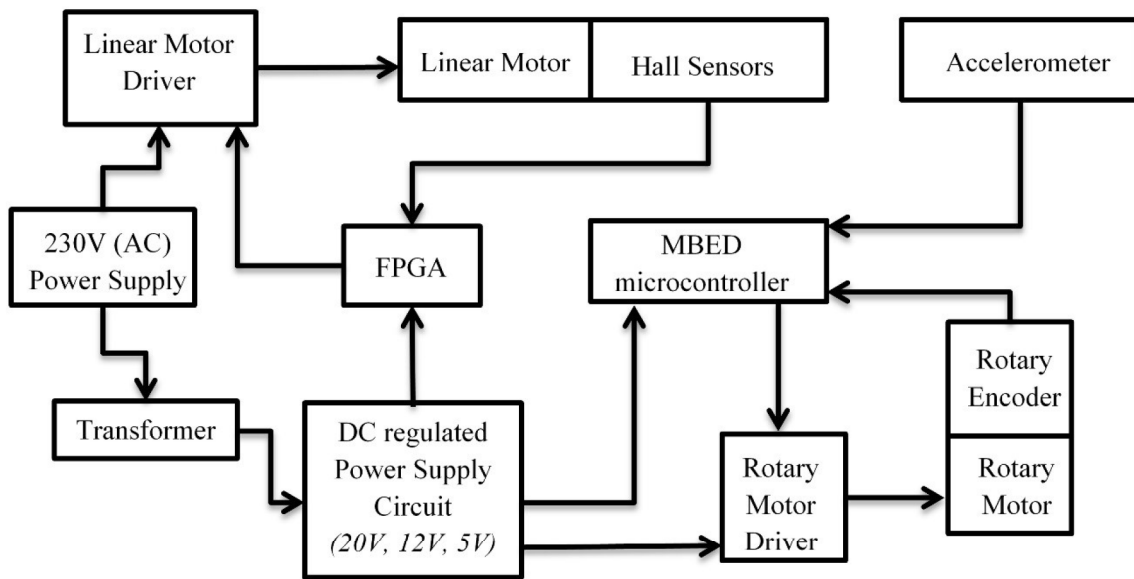 Linear Motor
Driver
Linear Motor
Hall Sensors
Accelerometer
230V (AC)
Power Supply
FPGA
MBED
microcontroller
Transformer
DC regulated
Power Supply
Circuit
(20V, 12V, 5V)
Rotary
Motor
Driver
Rotary
Encoder
Rotary
Motor